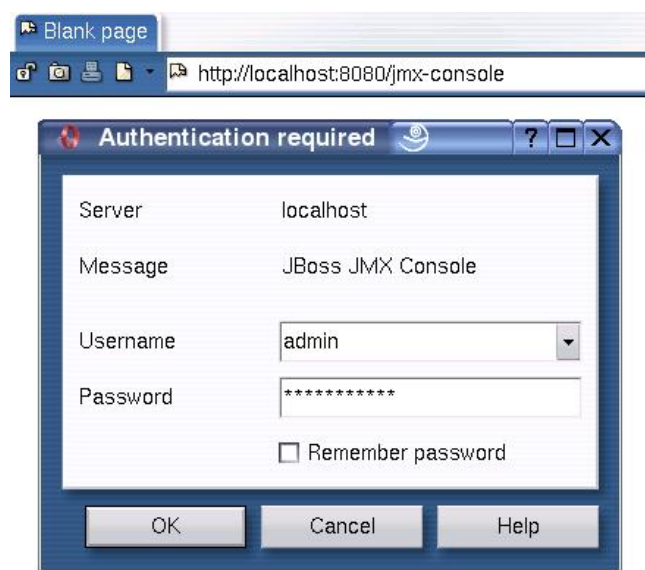 Blank page
http://localhost:8080/jmx-console
Authentication required ?
Server localhost
Message JBoss JMX Console
Username admin
Password ***********
Remember password
OK Cancel Help